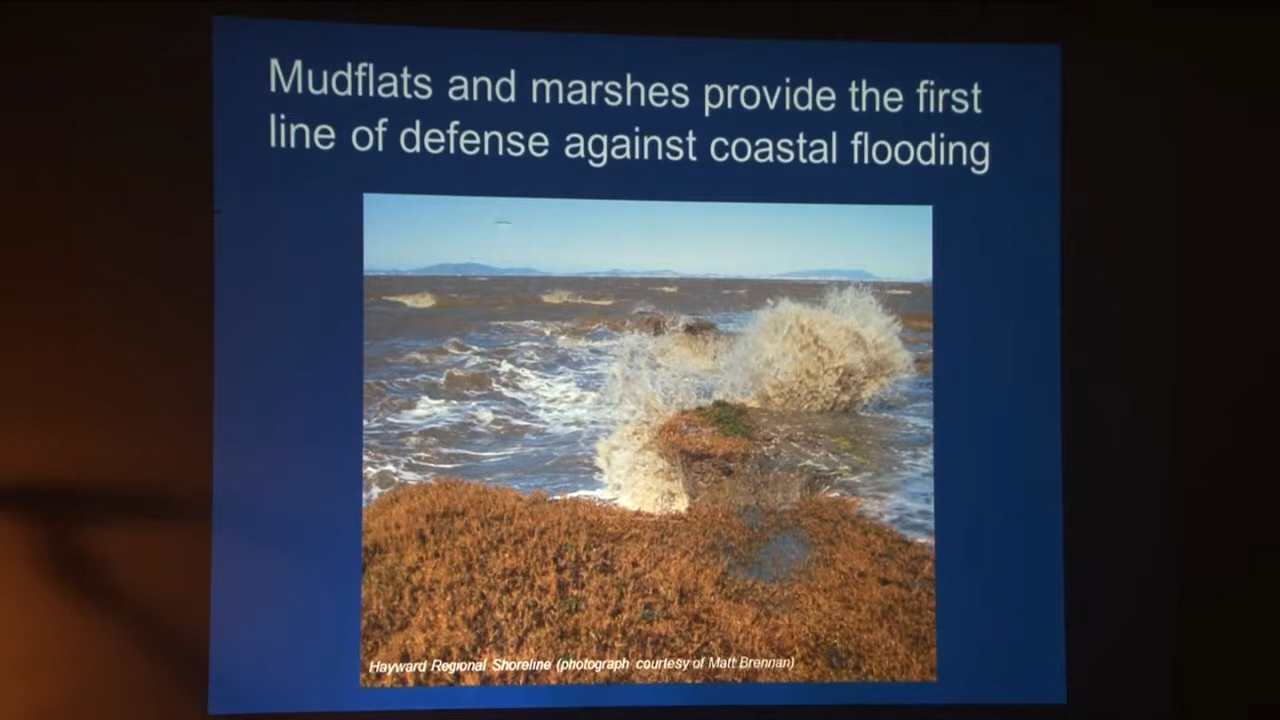 Mudflats and marshes provide the first
line of defense against coastal flooding
Hayward Regional Shoreline (photograph courtesy of Matt Brennan)